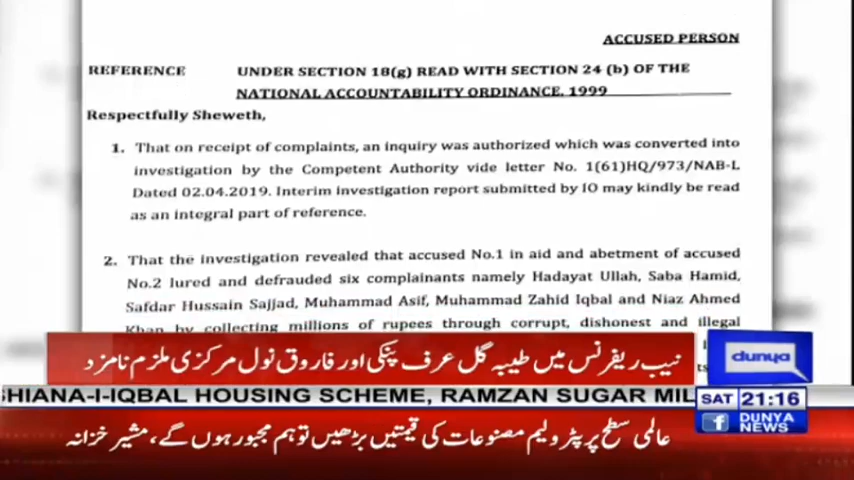 ACCUSED PERSON
REFERENCE UNDER SECTION 18(g) READ WITH SECTION 24 (b) OF THE
NATIONAL ACCOUNTABILITY ORDINANCE, 1999
Respectfully Sheweth,
1. That on receipt of complaints, an inquiry was authorized which was converted into
investigation by the Competent Authority vide letter No. 1(61)HQ/973/NAB-L
Dated 02.04.2019. Interim investigation report submitted by IO may kindly be read
as an integral part of reference.
2. That the investigation revealed that accused No.1 in aid and abetment of accused
No.2 lured and defrauded six complainants namely Hadayat Ullah, Saba Hamid,
Safdar Hussain Sajjad, Muhammad Asif, Muhammad Zahid Iqbal and Niaz Ahmed
Khan by collecting millions of rupees through corrupt, dishonest and illegal
نیب ریفرنس میں طیبہ گل عرف پنکی اور فاروق نول مرکزی ملزم نامزد
dunya
HIANA-I-IQBAL HOUSING SCHEME, RAMZAN SUGAR MIL
SAT 21:16
DUNYA
NEWS
عالمی سطح پر پٹرولیم مصنوعات کی قیمتیں بڑھیں تو ہم مجبور ہوں گے، مشیر خزانہ